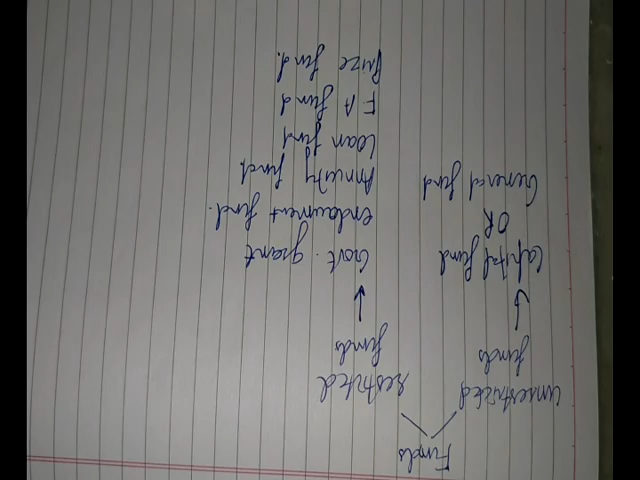 Funds
unrestricted funds
↓
Capital fund
OR
General fund
restricted funds
↓
Govt. grant
endowment fund.
Annuity fund
Loan fund
F A fund
Prize fund.